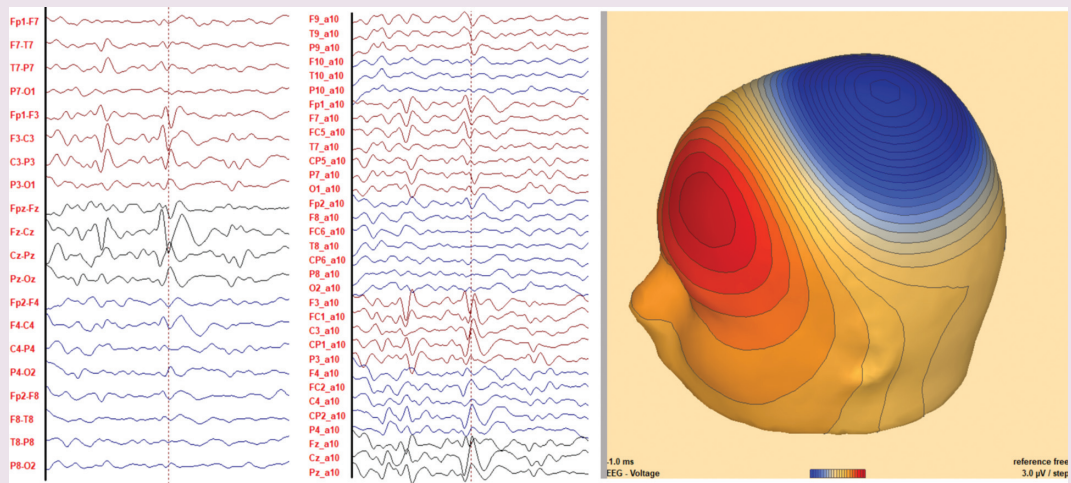 Fp1-F7
F7-T7
T7-P7
P7-O1
Fp1-F3
F3-C3
C3-P3
P3-O1
Fpz-Fz
Fz-Cz
Cz-Pz
Pz-Oz
Fp2-F4
F4-C4
C4-P4
P4-O2
Fp2-F8
F8-T8
T8-P8
P8-O2
F9_a10
T9_a10
P9_a10
F10_a10
T10_a10
P10_a10
Fp1_a10
F7_a10
FC5_a10
T7_a10
CP5_a10
P7_a10
O1_a10
Fp2_a10
F8_a10
FC6_a10
T8_a10
CP6_a10
P8_a10
O2_a10
F3_a10
FC1_a10
C3_a10
CP1_a10
P3_a10
F4_a10
FC2_a10
C4_a10
CP2_a10
P4_a10
Fz_a10
Cz_a10
Pz_a10
-1.0 ms
EEG - Voltage
reference free
3.0 µV / step